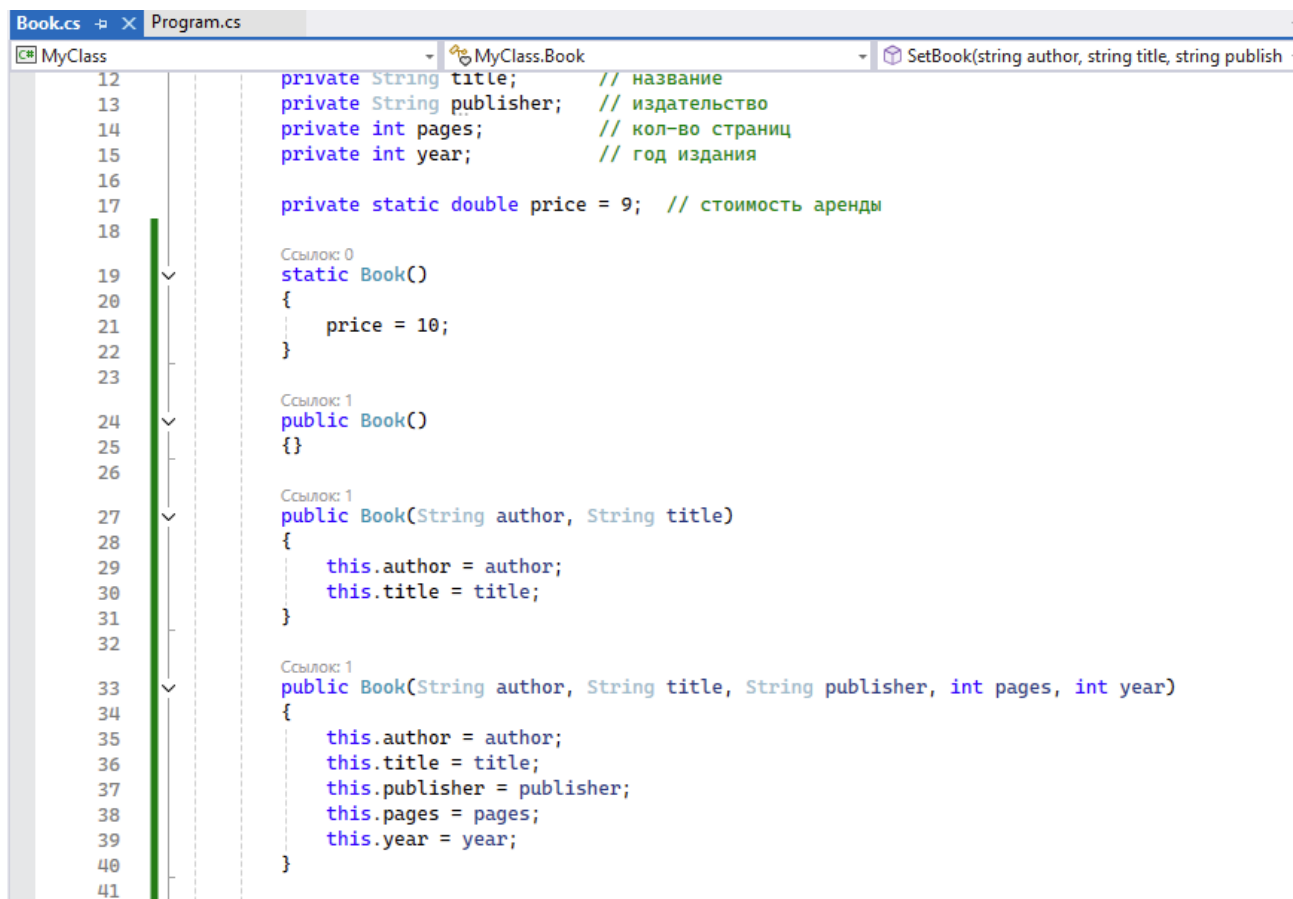 Book.cs Program.cs
MyClass MyClass.Book SetBook(string author, string title, string publish
12 private String title; // название
13 private String publisher; // издательство
14 private int pages; // кол-во страниц
15 private int year; // год издания
16
17 private static double price = 9; // стоимость аренды
18
Ссылок: 0
19 static Book()
20 {
21 price = 10;
22 }
23
Ссылок: 1
24 public Book()
25 {}
26
Ссылок: 1
27 public Book(String author, String title)
28 {
29 this.author = author;
30 this.title = title;
31 }
32
Ссылок: 1
33 public Book(String author, String title, String publisher, int pages, int year)
34 {
35 this.author = author;
36 this.title = title;
37 this.publisher = publisher;
38 this.pages = pages;
39 this.year = year;
40 }
41